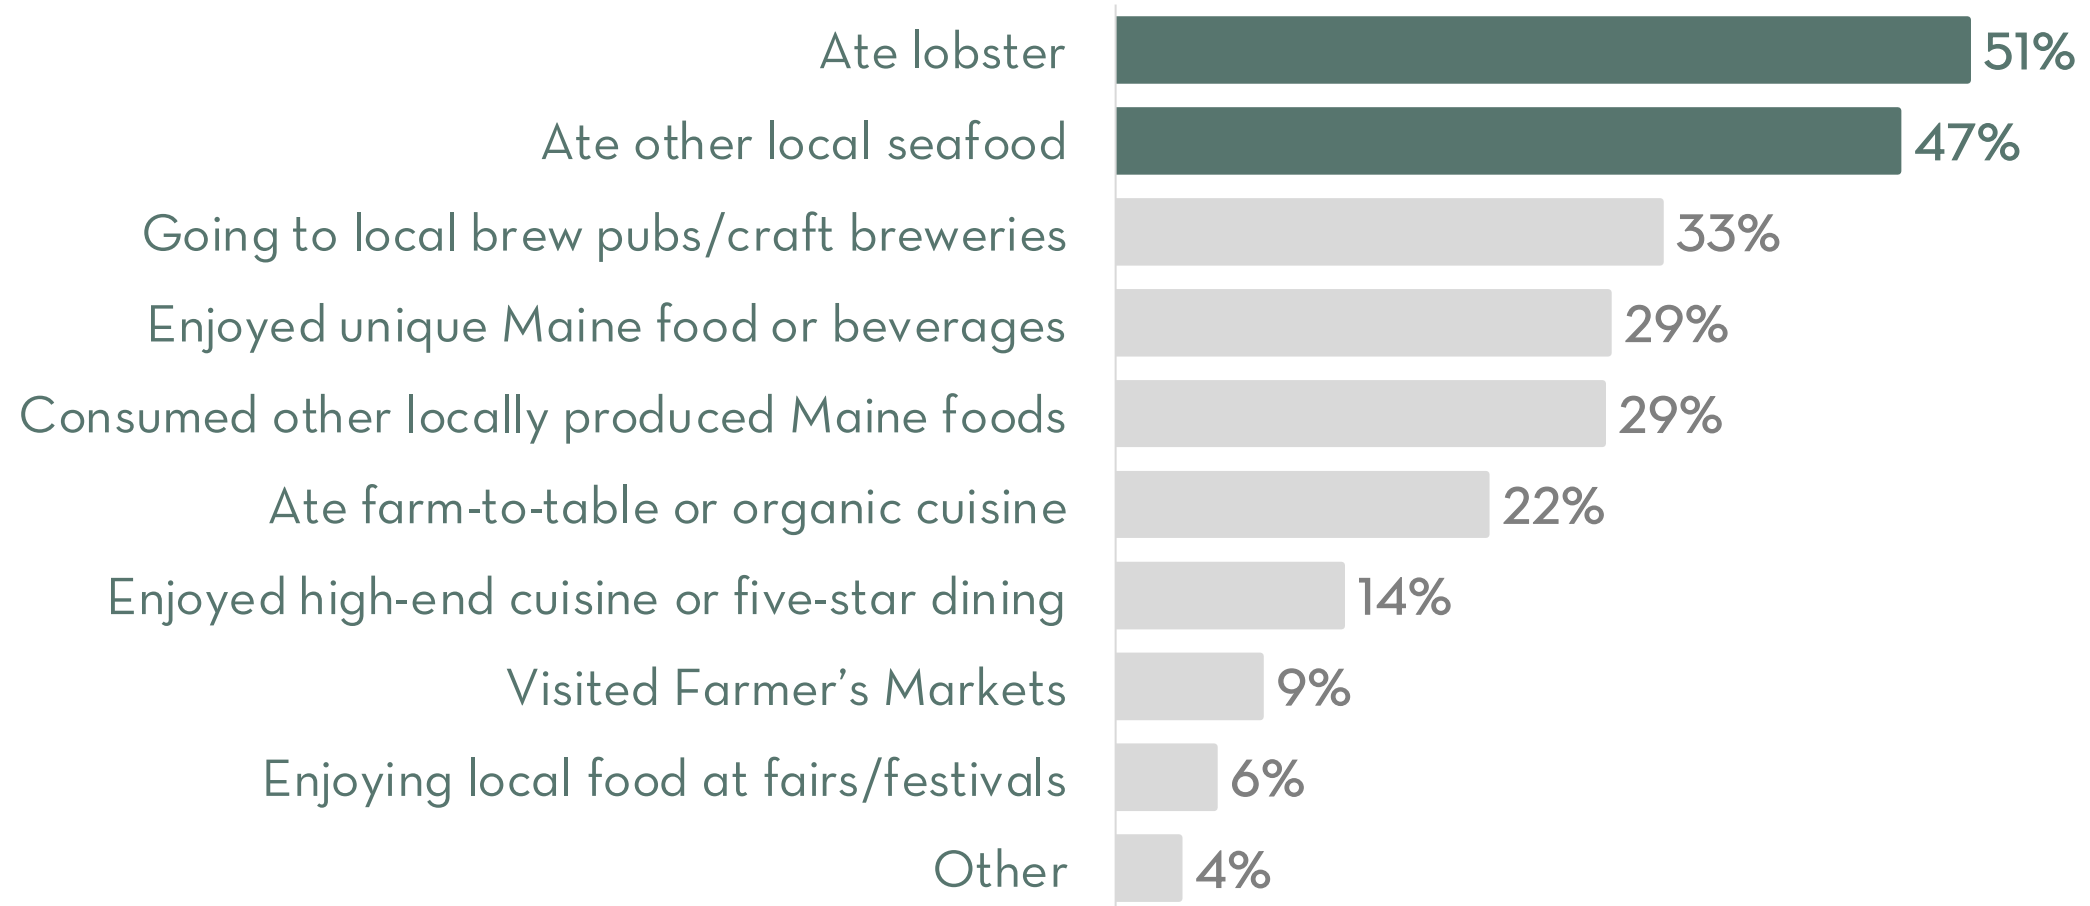 Ate lobster 51%
Ate other local seafood 47%
Going to local brew pubs/craft breweries 33%
Enjoyed unique Maine food or beverages 29%
Consumed other locally produced Maine foods 29%
Ate farm-to-table or organic cuisine 22%
Enjoyed high-end cuisine or five-star dining 14%
Visited Farmer’s Markets 9%
Enjoying local food at fairs/festivals 6%
Other 4%